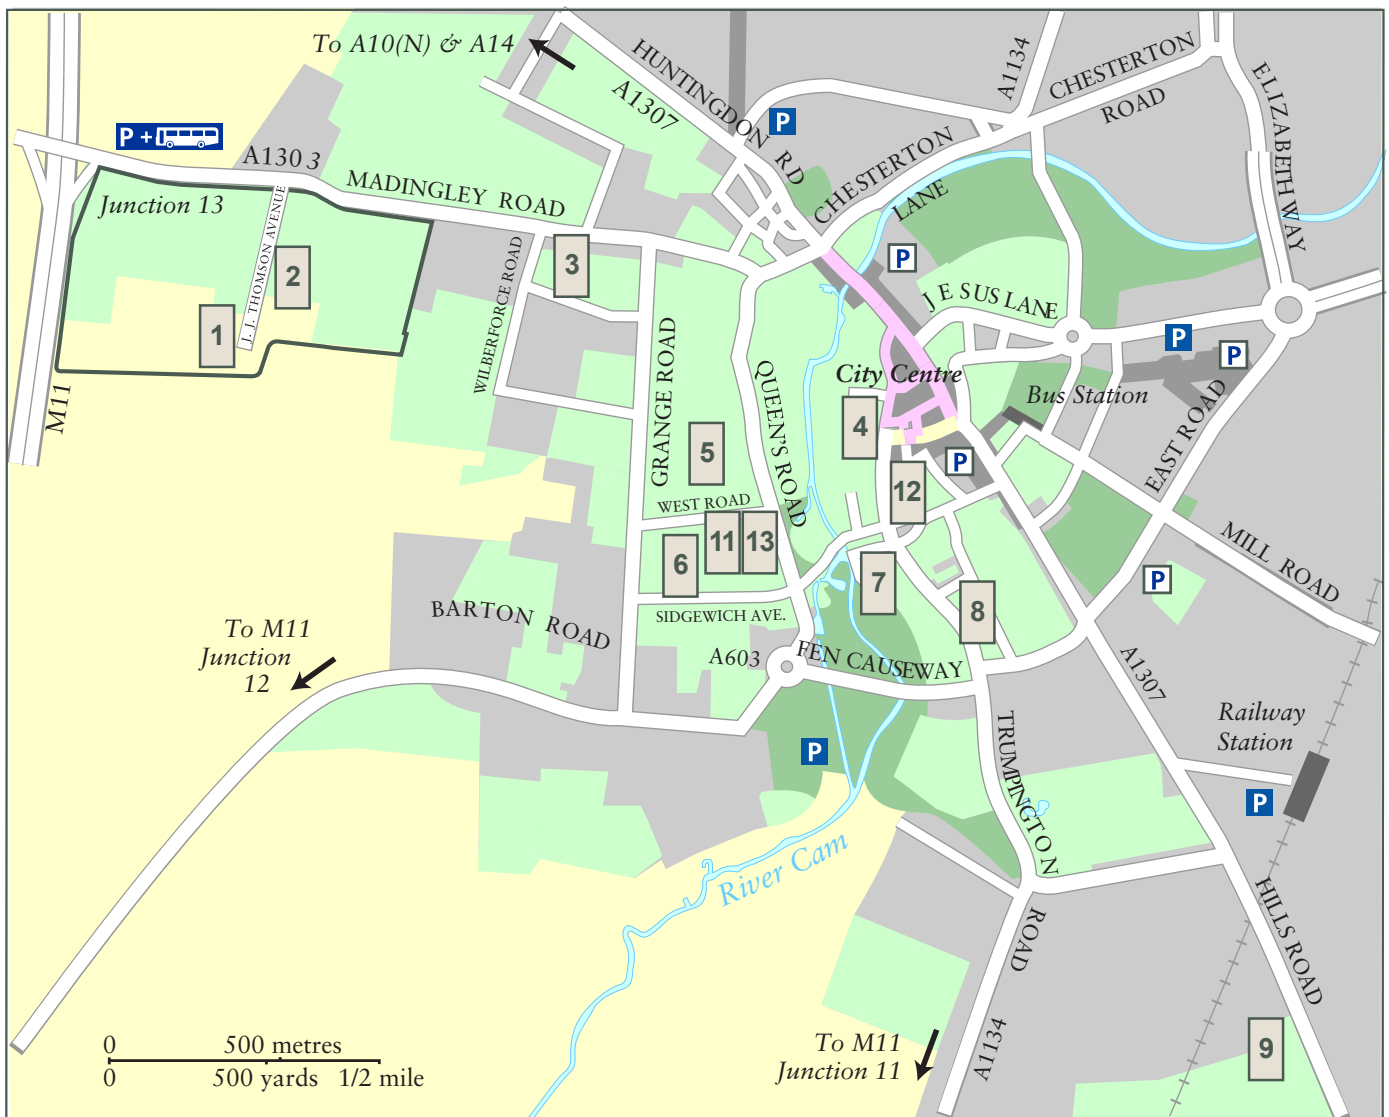 To A10(N) & A14
HUNTINGDON RD
A1307
A1134
CHESTERTON
ROAD
ELIZABETH WAY
P
P +
A1303
MADINGLEY ROAD
CHESTERTON
LANE
Junction 13
J. J. THOMSON AVENUE
2
1
3
WILBERFORCE ROAD
P
JESUS LANE
P
P
M11
GRANGE ROAD
QUEEN'S ROAD
City Centre
Bus Station
EAST ROAD
4
5
P
12
WEST ROAD
11
13
6
7
8
MILL ROAD
P
SIDGEWICH AVE.
BARTON ROAD
To M11
Junction
12
A603
FEN CAUSEWAY
A1307
Railway
Station
P
P
TRUMPINGTON
ROAD
River Cam
HILLS ROAD
A1134
To M11
Junction 11
9
0
500 metres
0
500 yards
1/2 mile